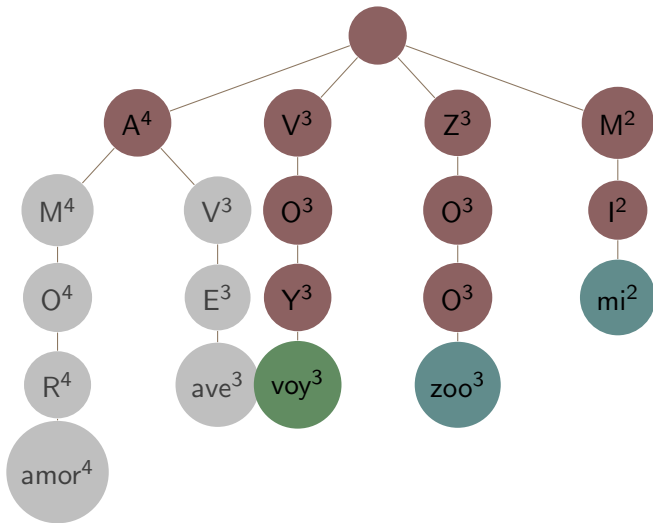 A⁴ V³ Z³ M²
M⁴ V³ O³ O³ I²
O⁴ E³ Y³ O³ mi²
R⁴ ave³ voy³ zoo³
amor⁴